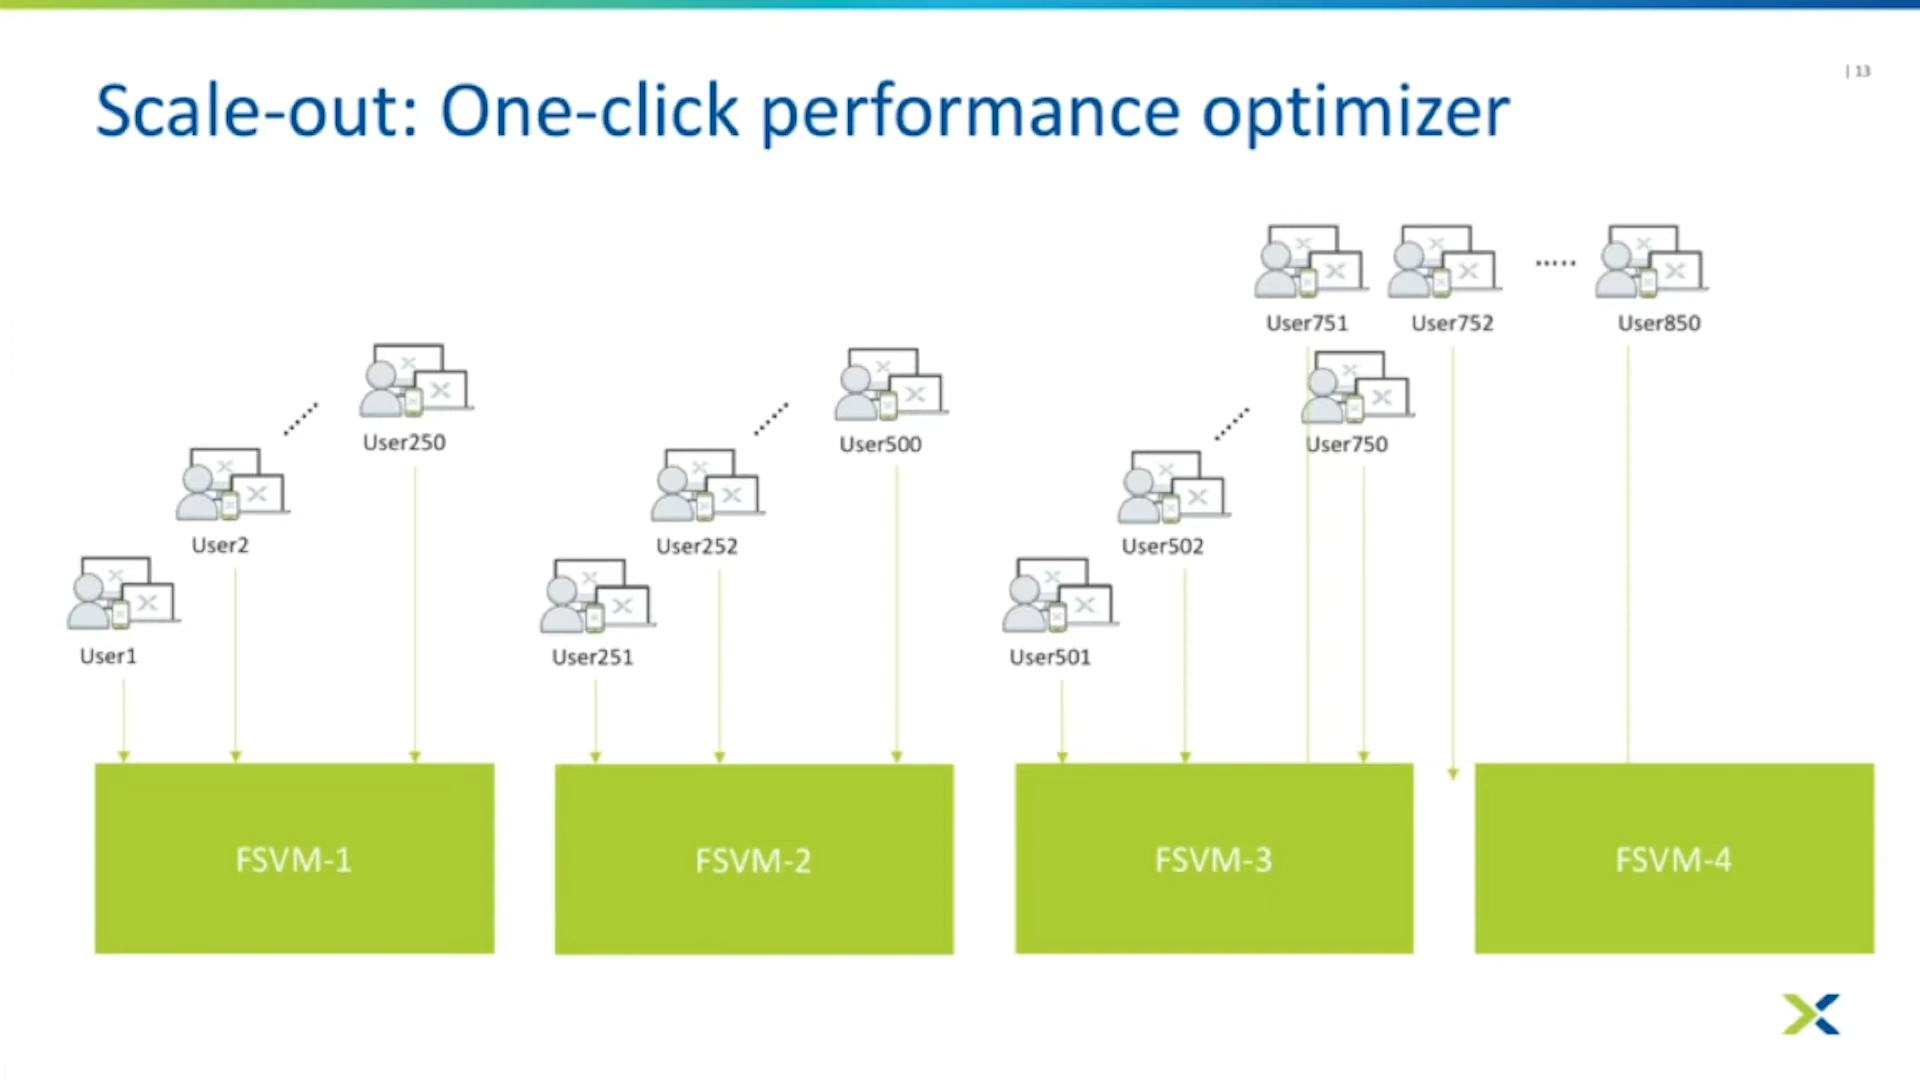 | 13
Scale-out: One-click performance optimizer
User751 User752 ..... User850
User250 User500 User750
User2 User252 User502
User1 User251 User501
FSVM-1 FSVM-2 FSVM-3 FSVM-4